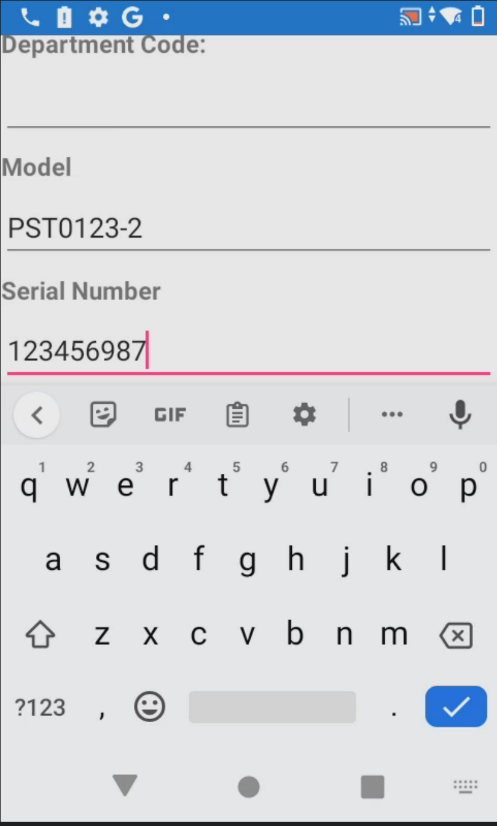 Department Code:
Model
PST0123-2
Serial Number
123456987
GIF
1 2 3 4 5 6 7 8 9 0
q w e r t y u i o p
a s d f g h j k l
z x c v b n m
?123 , .